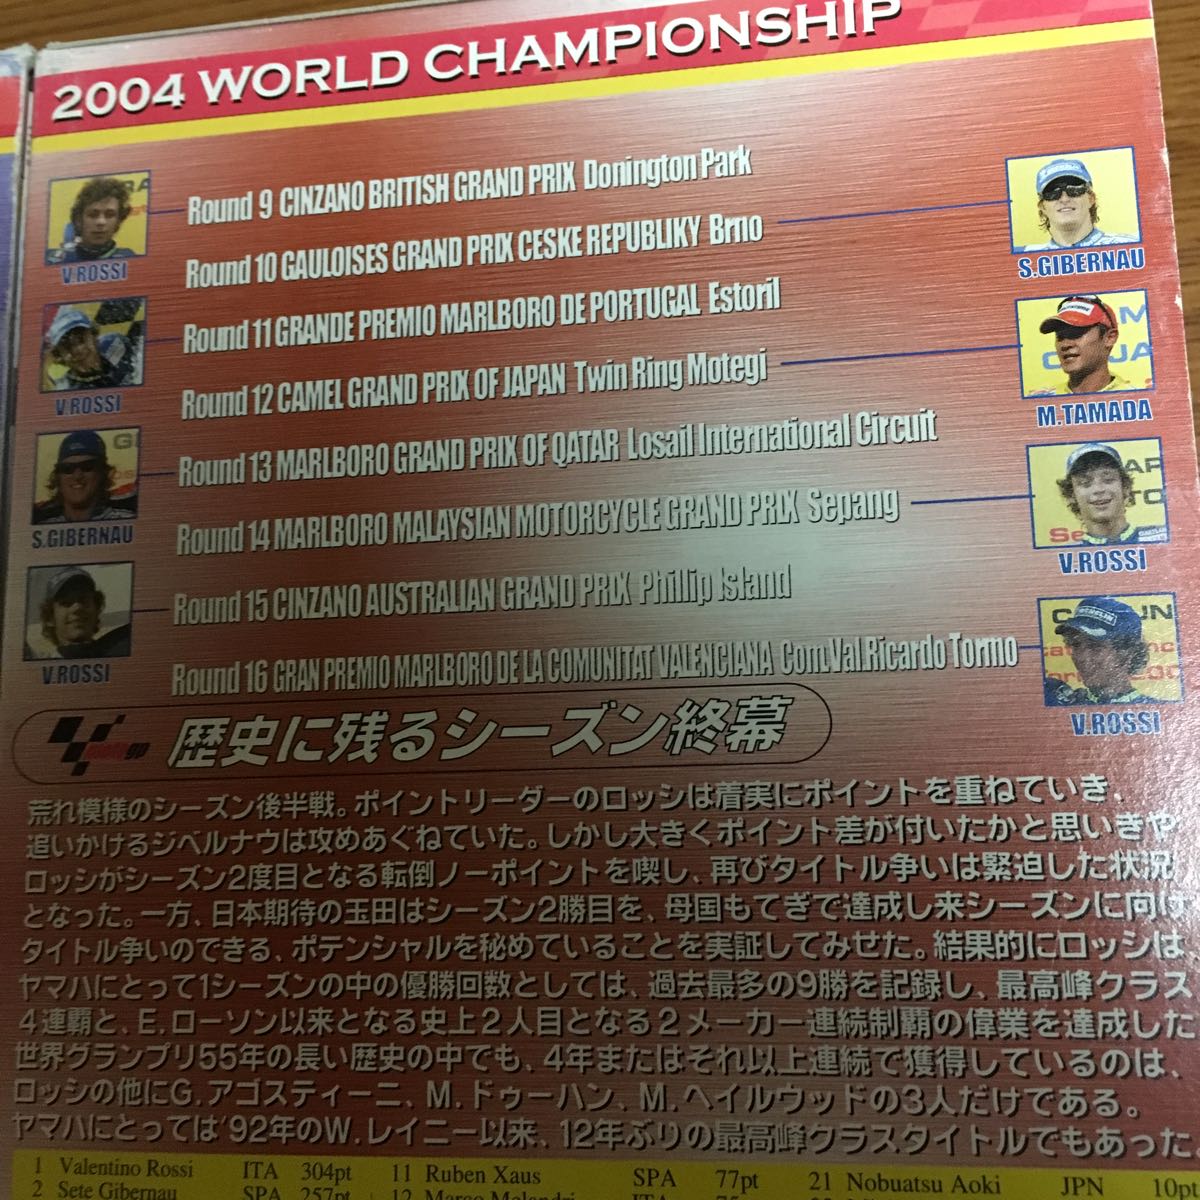 2004 WORLD CHAMPIONSHIP
V.ROSSI
Round 9 CINZANO BRITISH GRAND PRIX Donington Park
Round 10 GAULOISES GRAND PRIX CESKE REPUBLIKY Brno
S.GIBERNAU
V.ROSSI
Round 11 GRANDE PREMIO MARLBORO DE PORTUGAL Estoril
Round 12 CAMEL GRAND PRIX OF JAPAN Twin Ring Motegi
M.TAMADA
S.GIBERNAU
Round 13 MARLBORO GRAND PRIX OF QATAR Losail International Circuit
Round 14 MARLBORO MALAYSIAN MOTORCYCLE GRAND PRIX Sepang
V.ROSSI
V.ROSSI
Round 15 CINZANO AUSTRALIAN GRAND PRIX Phillip Island
Round 16 GRAN PREMIO MARLBORO DE LA COMUNITAT VALENCIANA Com.Val.Ricardo Tormo
V.ROSSI
歴史に残るシーズン終幕
荒れ模様のシーズン後半戦。ポイントリーダーのロッシは着実にポイントを重ねていき、
追いかけるジベルナウは攻めあぐねていた。しかし大きくポイント差が付いたかと思いきや
ロッシがシーズン2度目となる転倒ノーポイントを喫し、再びタイトル争いは緊迫した状況
となった。一方、日本期待の玉田はシーズン2勝目を、母国もてぎで達成し来シーズンに向け
タイトル争いのできる、ポテンシャルを秘めていることを実証してみせた。結果的にロッシは
ヤマハにとって1シーズンの中の優勝回数としては、過去最多の9勝を記録し、最高峰クラス
4連覇と、E.ローソン以来となる史上2人目となる2メーカー連続制覇の偉業を達成した
世界グランプリ55年の長い歴史の中でも、4年またはそれ以上連続で獲得しているのは、
ロッシの他にG.アゴスティーニ、M.ドゥーハン、M.ヘイルウッドの3人だけである。
ヤマハにとっては'92年のW.レイニー以来、12年ぶりの最高峰クラスタイトルでもあった
1 Valentino Rossi ITA 304pt 11 Ruben Xaus SPA 77pt 21 Nobuatsu Aoki JPN 10pt
2 Sete Gibernau SPA 257pt 12 Marco Melandri